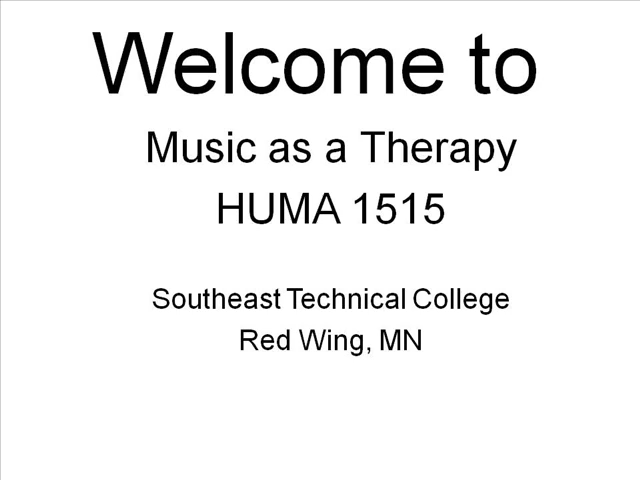 Welcome to
Music as a Therapy
HUMA 1515
Southeast Technical College
Red Wing, MN